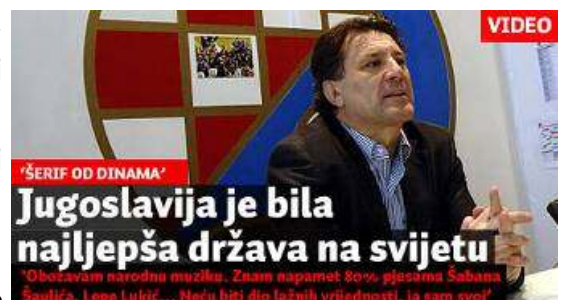 VIDEO
'ŠERIF OD DINAMA'
Jugoslavija je bila
najljepša država na svijetu
"Obožavam narodnu muziku. Znam napamet 80% pjesama Šabana
Šaulića, Lepe Lukić... Neću biti dio lažnih vrijednosti, ja sam svoj"